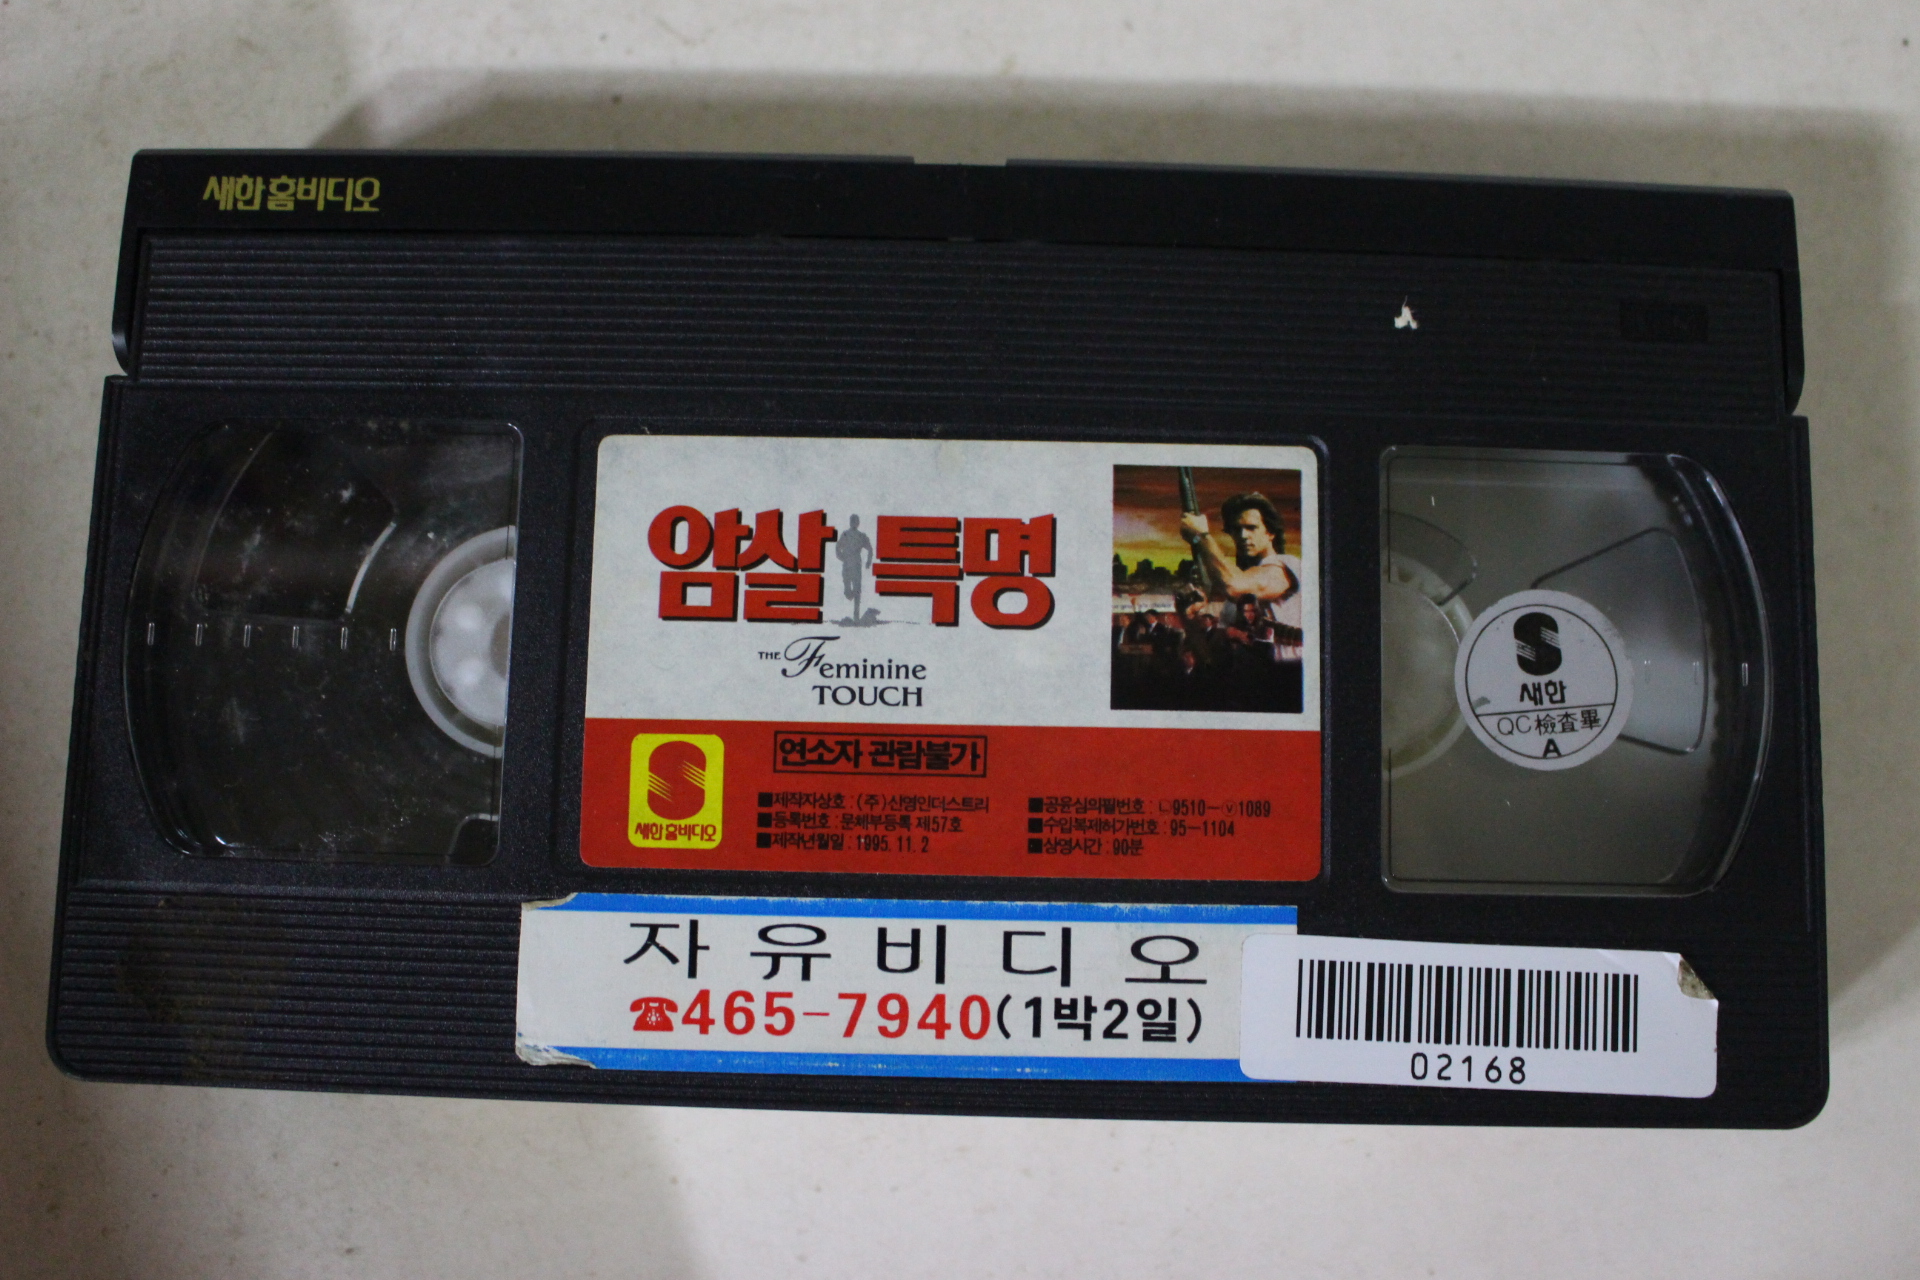 새한홈비디오
암살특명
THE Feminine
TOUCH
새한홈비디오
연소자 관람불가
■제작자상호 : (주)신영인더스트리
■등록번호 : 문체부등록 제57호
■제작년월일 : 1995. 11. 2
■공윤심의필번호 : ㉡9510-ⓥ1089
■수입복제허가번호 : 95-1104
■상영시간 : 90분
새한
QC檢査畢
A
자유비디오
☎465-7940(1박2일)
02168